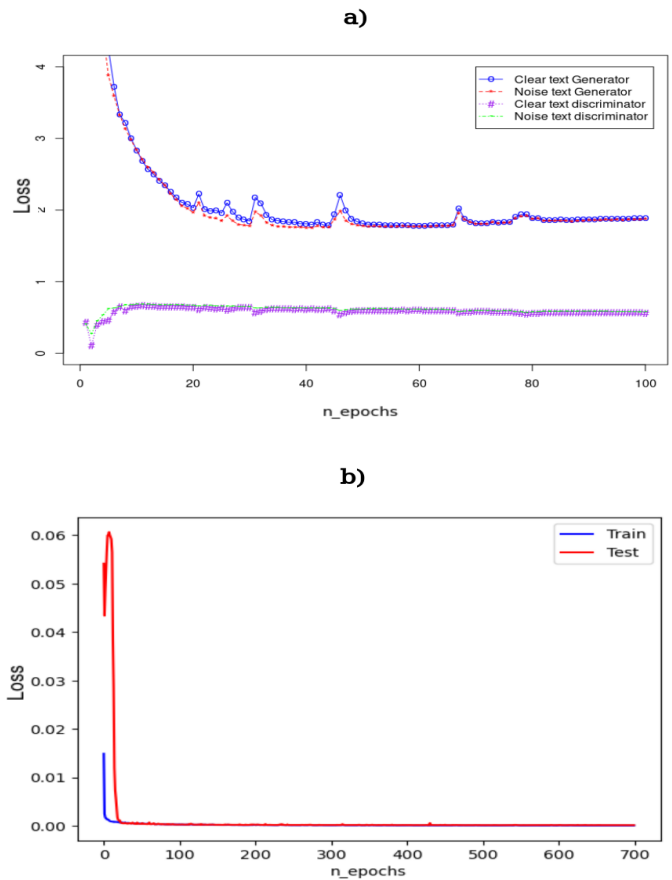 a)
4
3
2
1
0
Loss
Clear text Generator
Noise text Generator
Clear text discriminator
Noise text discriminator
0 20 40 60 80 100
n_epochs
b)
0.06
0.05
0.04
0.03
0.02
0.01
0.00
Loss
Train
Test
0 100 200 300 400 500 600 700
n_epochs